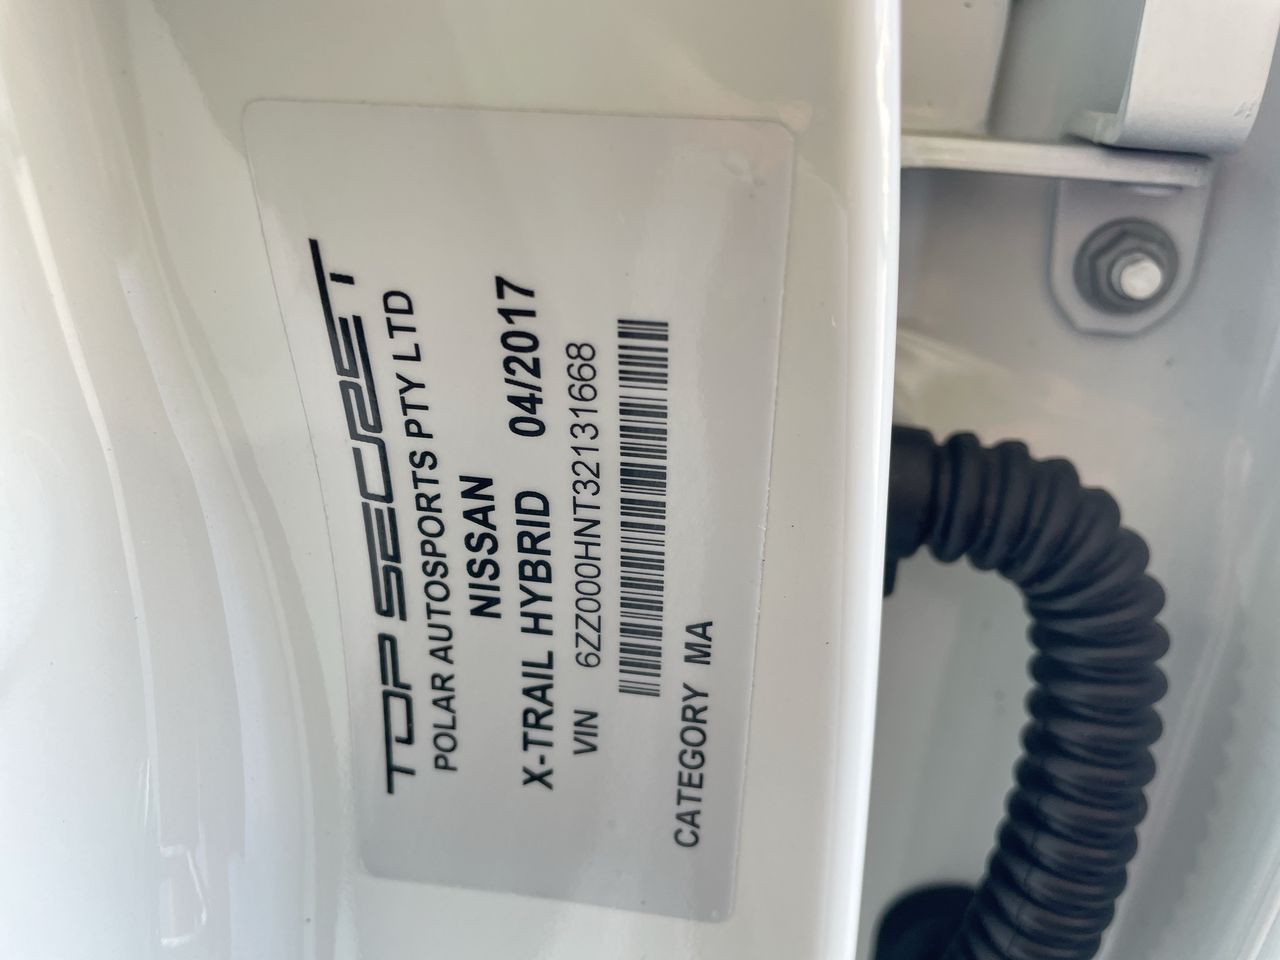 TOP SECRET
POLAR AUTOSPORTS PTY LTD
NISSAN
X-TRAIL HYBRID 04/2017
VIN 6ZZ000HNT32131668
CATEGORY MA